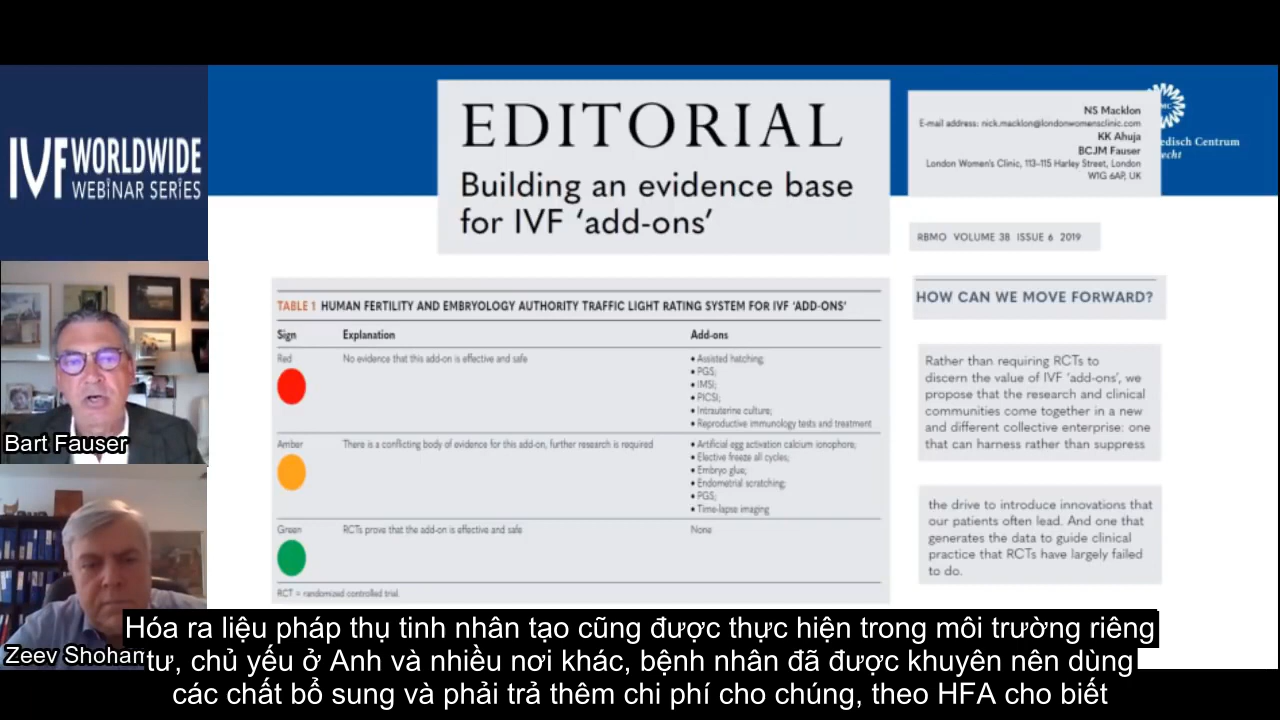 IVF WORLDWIDE
WEBINAR SERIES
Bart Fauser
Zeev Shoham
EDITORIAL
Building an evidence base
for IVF ‘add-ons’
NS Macklon
E-mail address: nick.macklon@londonwomensclinic.com
KK Ahuja
BCJM Fauser
London Women's Clinic, 113–115 Harley Street, London
W1G 6AP, UK
MC
edisch Centrum
recht
RBMO VOLUME 38 ISSUE 6 2019
TABLE 1 HUMAN FERTILITY AND EMBRYOLOGY AUTHORITY TRAFFIC LIGHT RATING SYSTEM FOR IVF ‘ADD-ONS’
Sign Explanation Add-ons
Red No evidence that this add-on is effective and safe • Assisted hatching;
• PGS;
• IMSI;
• PICSI;
• Intrauterine culture;
• Reproductive immunology tests and treatment
Amber There is a conflicting body of evidence for this add-on, further research is required • Artificial egg activation calcium ionophore;
• Elective freeze all cycles;
• Embryo glue;
• Endometrial scratching;
• PGS;
• Time-lapse imaging
Green RCTs prove that the add-on is effective and safe None
RCT = randomized controlled trial.
HOW CAN WE MOVE FORWARD?
Rather than requiring RCTs to
discern the value of IVF ‘add-ons’, we
propose that the research and clinical
communities come together in a new
and different collective enterprise: one
that can harness rather than suppress
the drive to introduce innovations that
our patients often lead. And one that
generates the data to guide clinical
practice that RCTs have largely failed
to do.
Hóa ra liệu pháp thụ tinh nhân tạo cũng được thực hiện trong môi trường riêng
tư, chủ yếu ở Anh và nhiều nơi khác, bệnh nhân đã được khuyên nên dùng
các chất bổ sung và phải trả thêm chi phí cho chúng, theo HFA cho biết